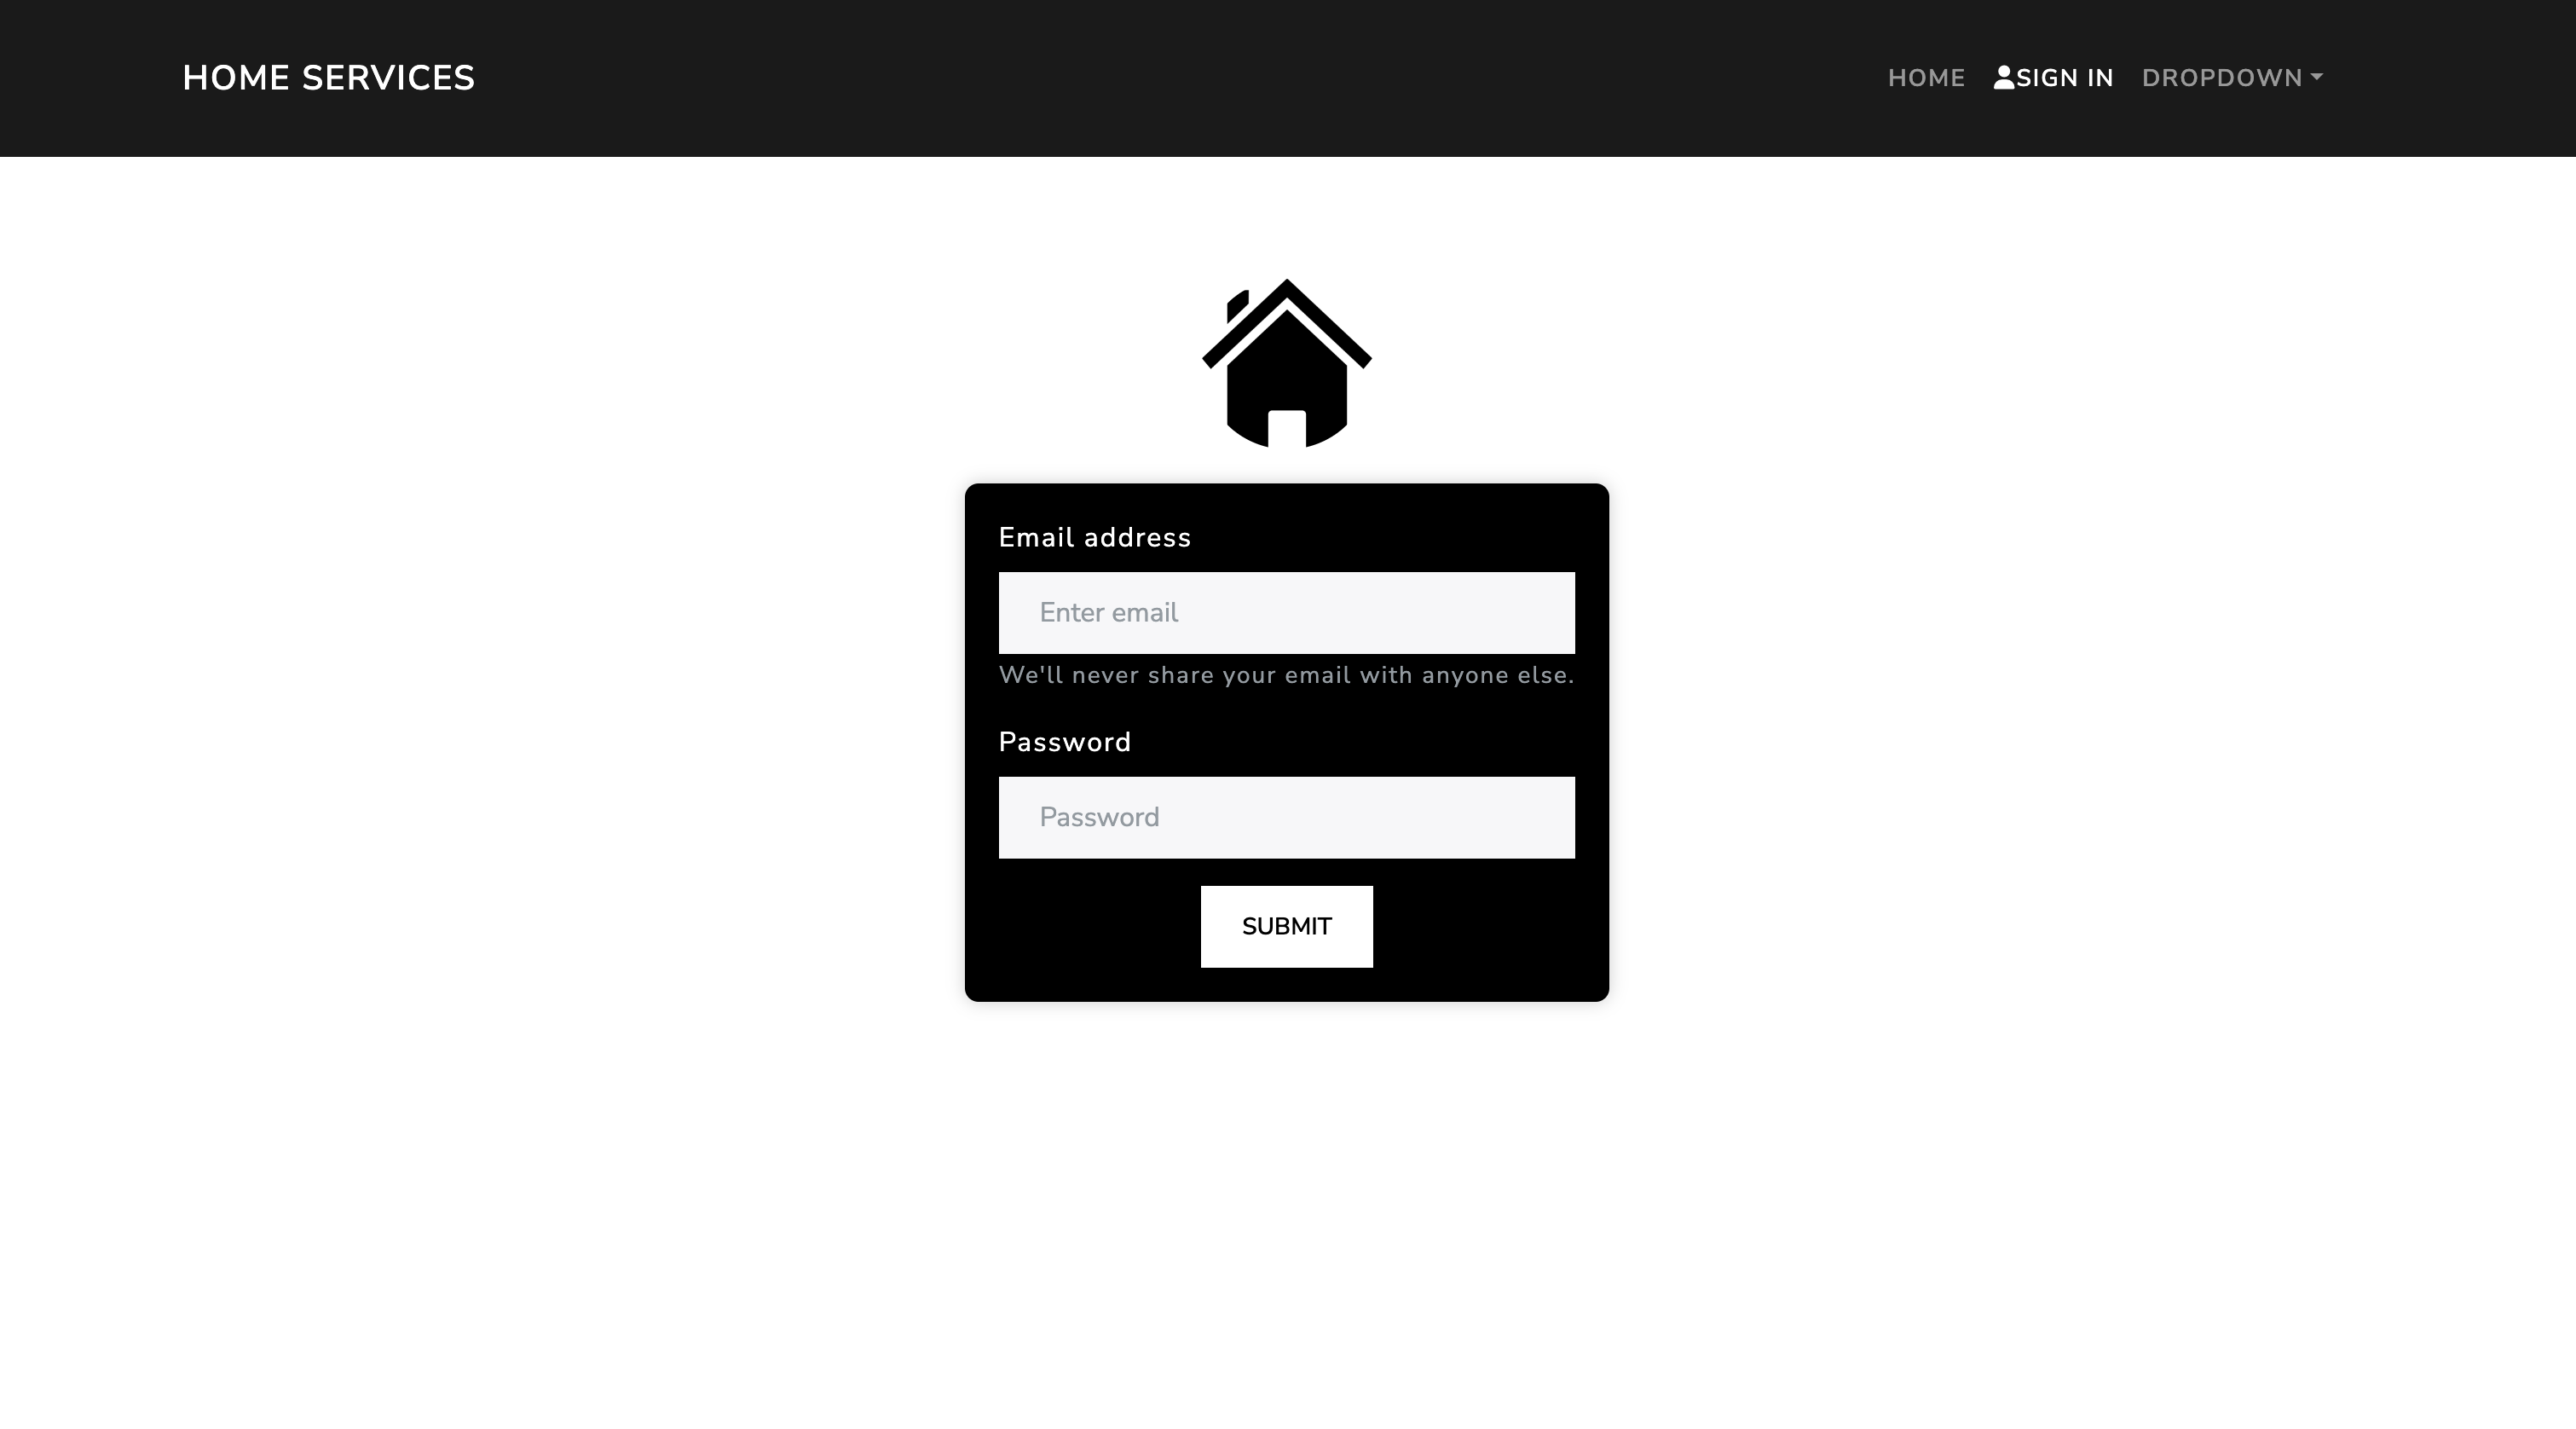 HOME SERVICES
HOME SIGN IN DROPDOWN
Email address
Enter email
We'll never share your email with anyone else.
Password
Password
SUBMIT